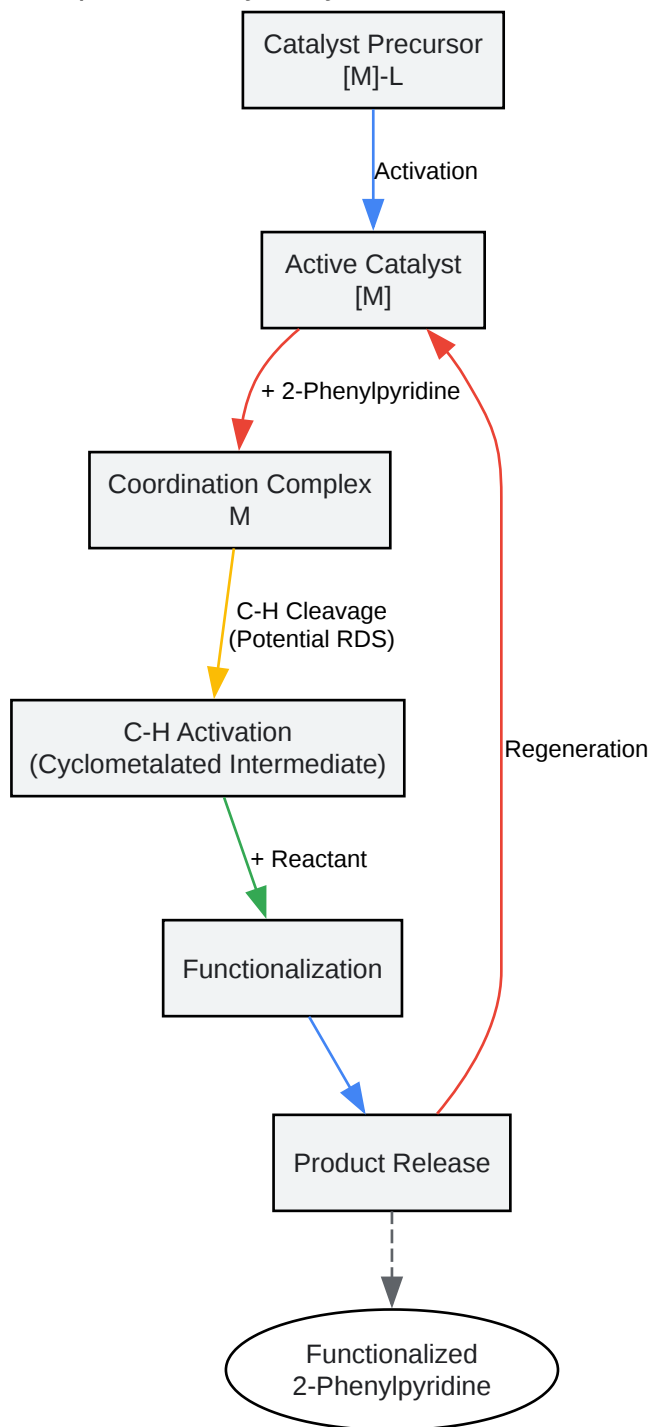 Catalyst Precursor
[M]-L
Activation
Active Catalyst
[M]
+ 2-Phenylpyridine
Coordination Complex
M
C-H Cleavage
(Potential RDS)
C-H Activation
(Cyclometalated Intermediate)
Regeneration
+ Reactant
Functionalization
Product Release
Functionalized
2-Phenylpyridine